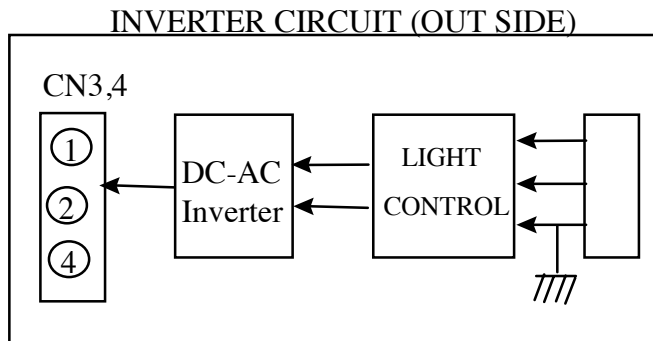 INVERTER CIRCUIT (OUT SIDE)
CN3,4
1
2
4
DC-AC
Inverter
LIGHT
CONTROL